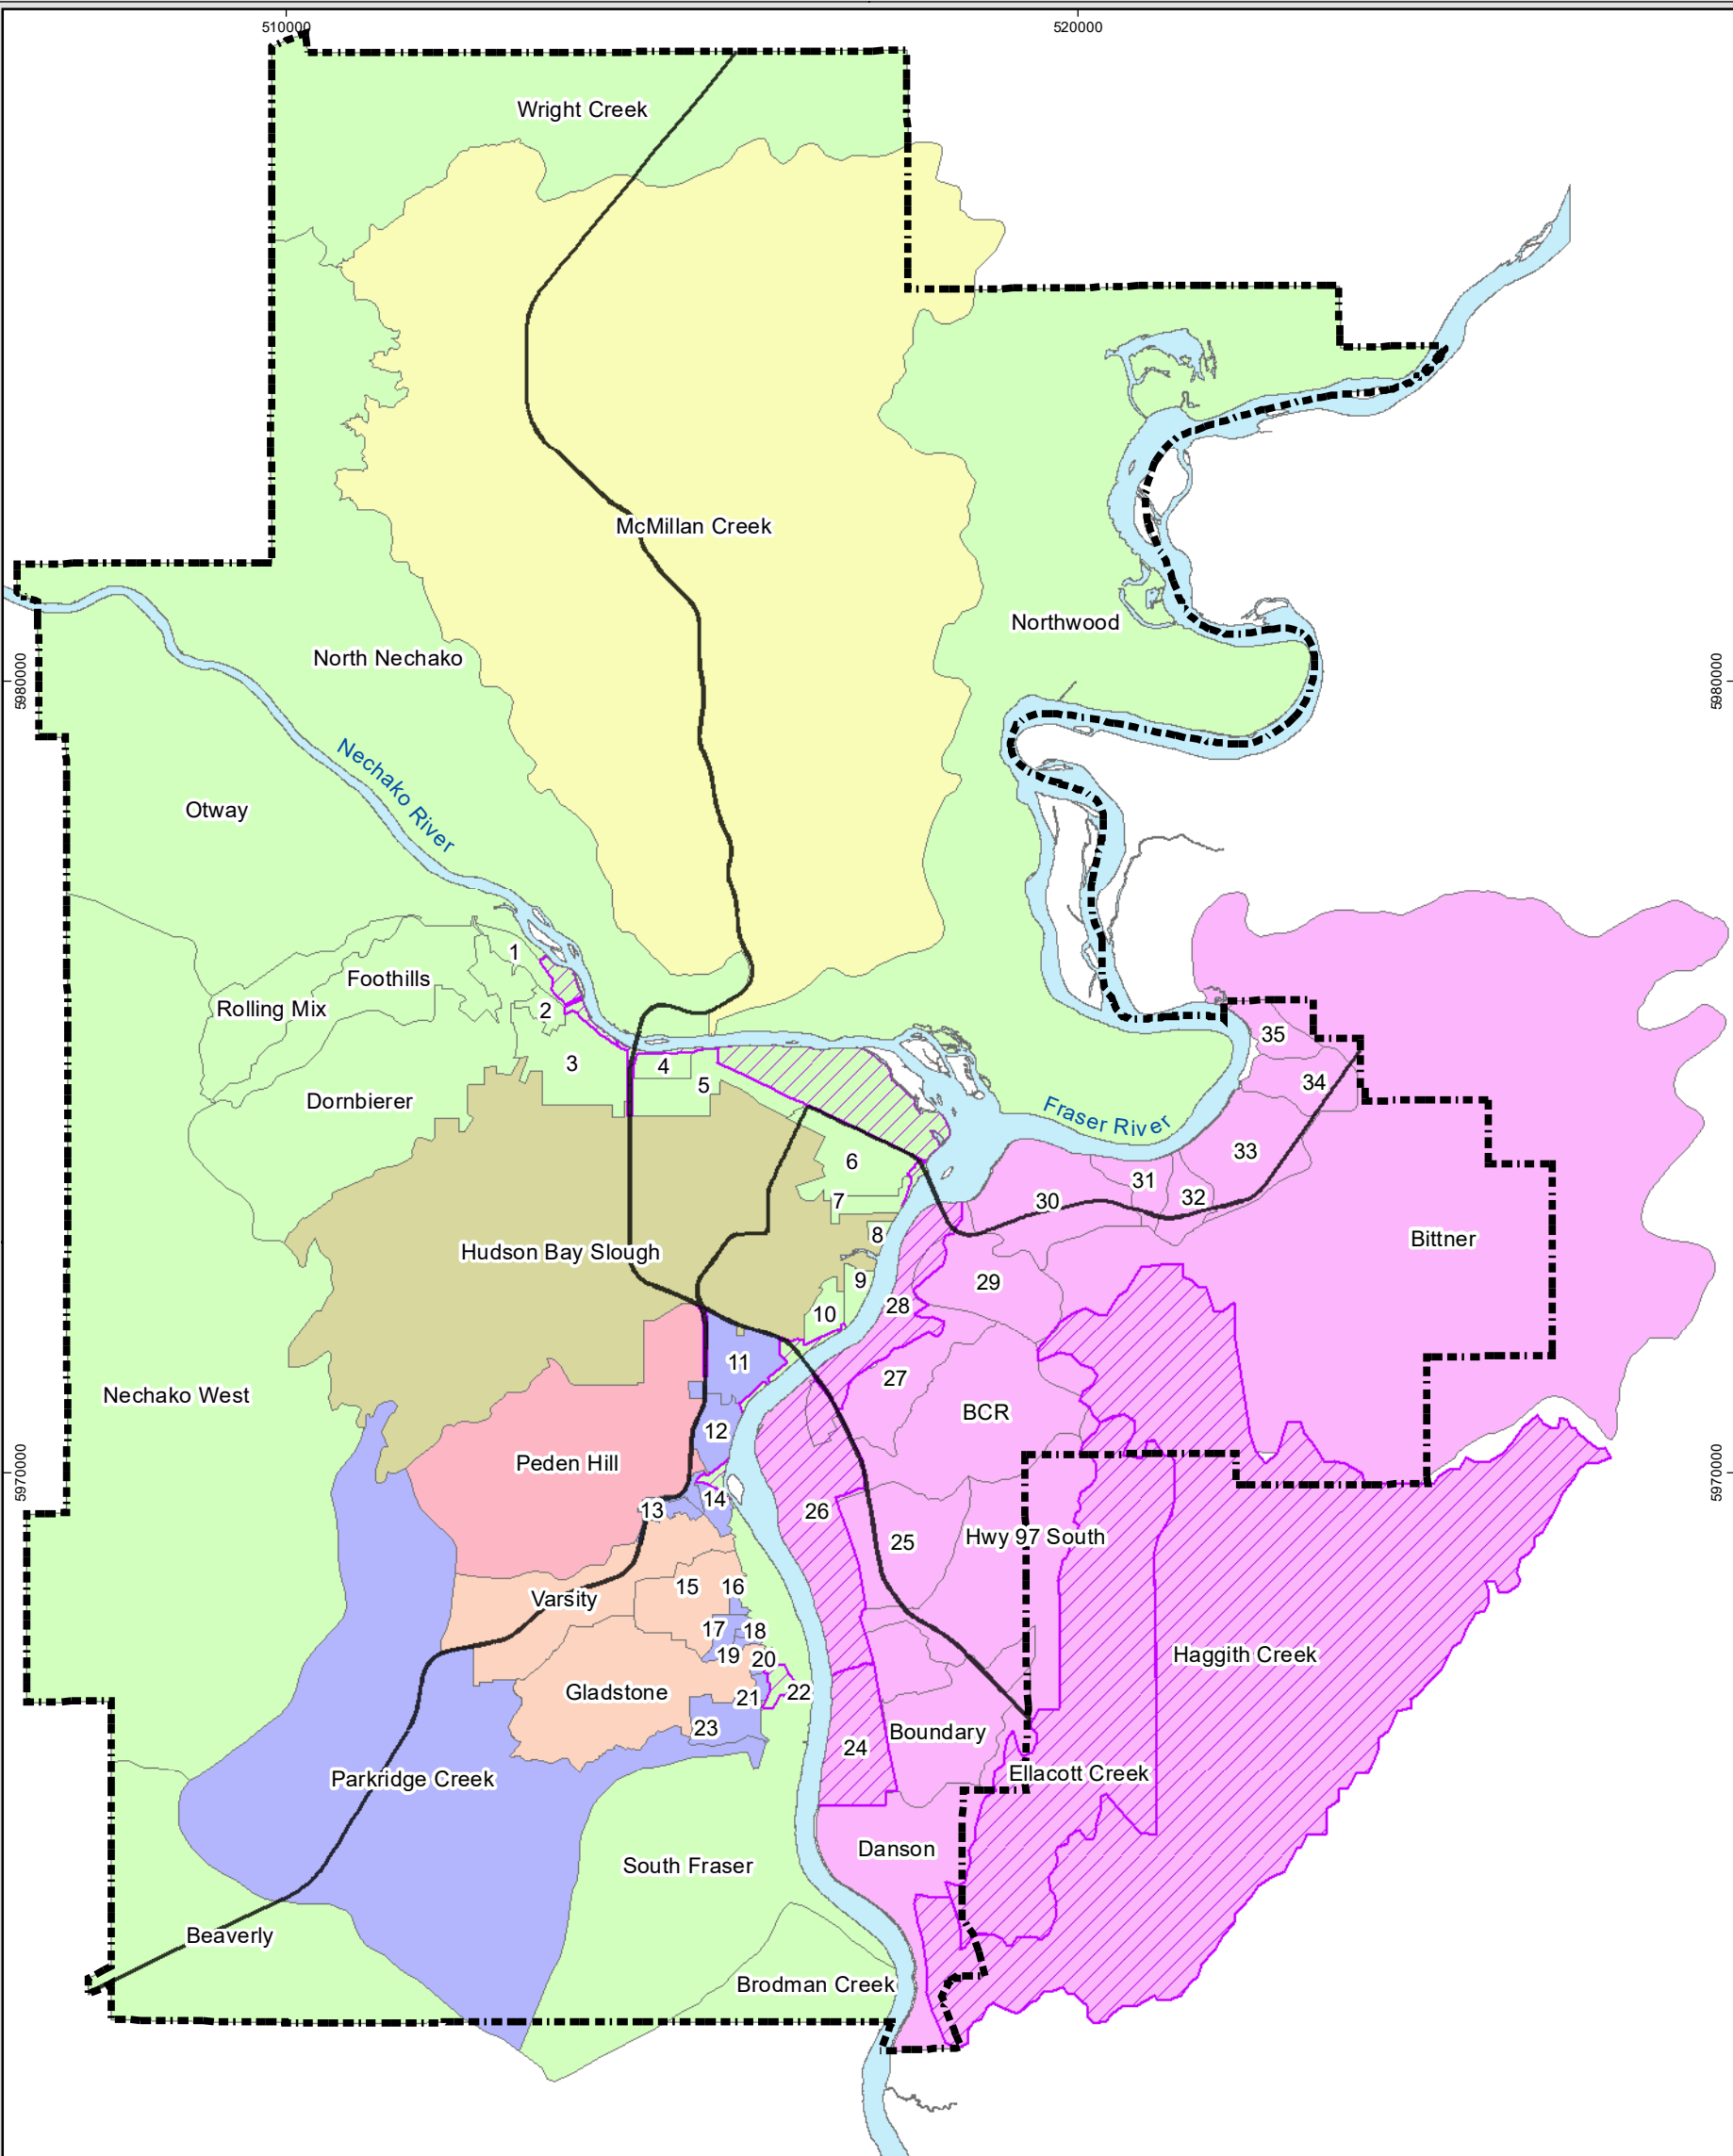 510000
520000
Wright Creek
McMillan Creek
Northwood
North Nechako
5980000
5980000
Nechako River
Otway
1
Foothills
Rolling Mix
2
35
3
4
5
34
Dornbierer
Fraser River
33
6
31
7
30
32
8
Bittner
Hudson Bay Slough
9
29
10
28
11
27
Nechako West
BCR
12
Peden Hill
5970000
5970000
14
13
26
Hwy 97 South
25
15
16
Varsity
17
18
19
20
Haggith Creek
Gladstone
21
22
23
Boundary
24
Ellacott Creek
Parkridge Creek
Danson
South Fraser
Beaverly
Brodman Creek